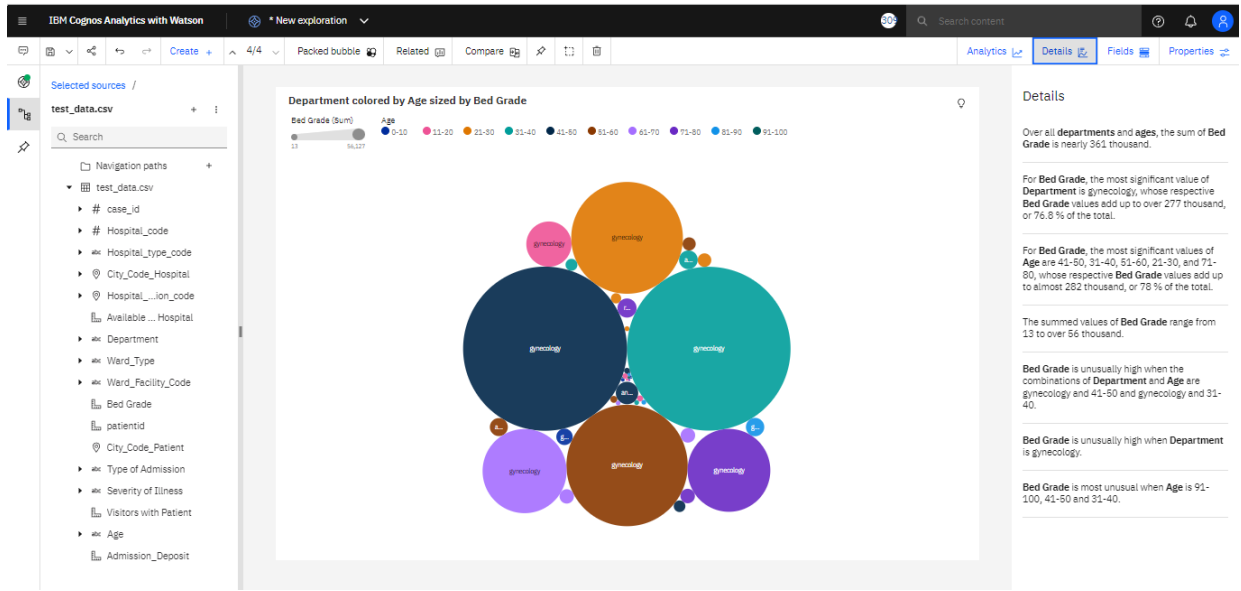 IBM Cognos Analytics with Watson
* New exploration
309
Search content
Create +
4/4
Packed bubble
Related
Compare
Analytics
Details
Fields
Properties
Selected sources /
test_data.csv
Search
Navigation paths
test_data.csv
# case_id
# Hospital_code
abc Hospital_type_code
City_Code_Hospital
Hospital_...ion_code
Available ... Hospital
abc Department
abc Ward_Type
abc Ward_Facility_Code
Bed Grade
patientid
City_Code_Patient
abc Type of Admission
abc Severity of Illness
Visitors with Patient
abc Age
Admission_Deposit
Department colored by Age sized by Bed Grade
Bed Grade (Sum)
13
56,127
Age
0-10 11-20 21-30 31-40 41-50 51-60 61-70 71-80 81-90 91-100
gynecology
gynecology
a...
r...
gynecology
gynecology
an...
a...
g...
g...
gynecology
gynecology
gynecology
Details
Over all departments and ages, the sum of Bed
Grade is nearly 361 thousand.
For Bed Grade, the most significant value of
Department is gynecology, whose respective
Bed Grade values add up to over 277 thousand,
or 76.8 % of the total.
For Bed Grade, the most significant values of
Age are 41-50, 31-40, 51-60, 21-30, and 71-
80, whose respective Bed Grade values add up
to almost 282 thousand, or 78 % of the total.
The summed values of Bed Grade range from
13 to over 56 thousand.
Bed Grade is unusually high when the
combinations of Department and Age are
gynecology and 41-50 and gynecology and 31-
40.
Bed Grade is unusually high when Department
is gynecology.
Bed Grade is most unusual when Age is 91-
100, 41-50 and 31-40.